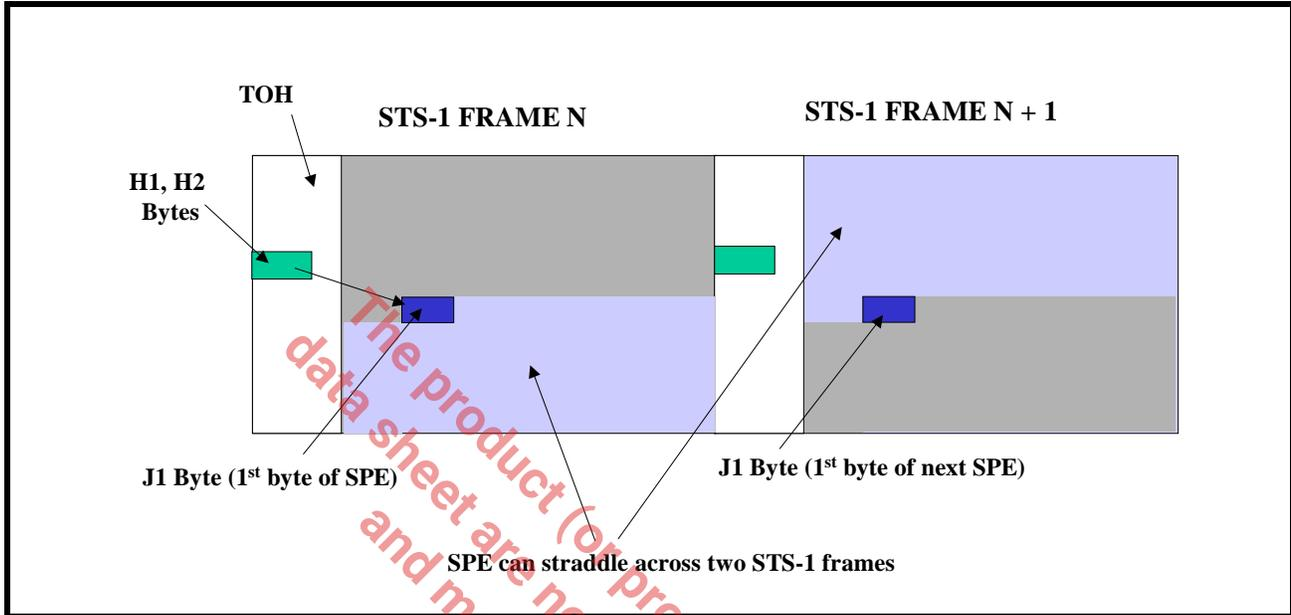 TOH
STS-1 FRAME N
STS-1 FRAME N + 1
H1, H2
Bytes
J1 Byte (1st byte of SPE)
J1 Byte (1st byte of next SPE)
SPE can straddle across two STS-1 frames
The product (or pro
data sheet are no
and m